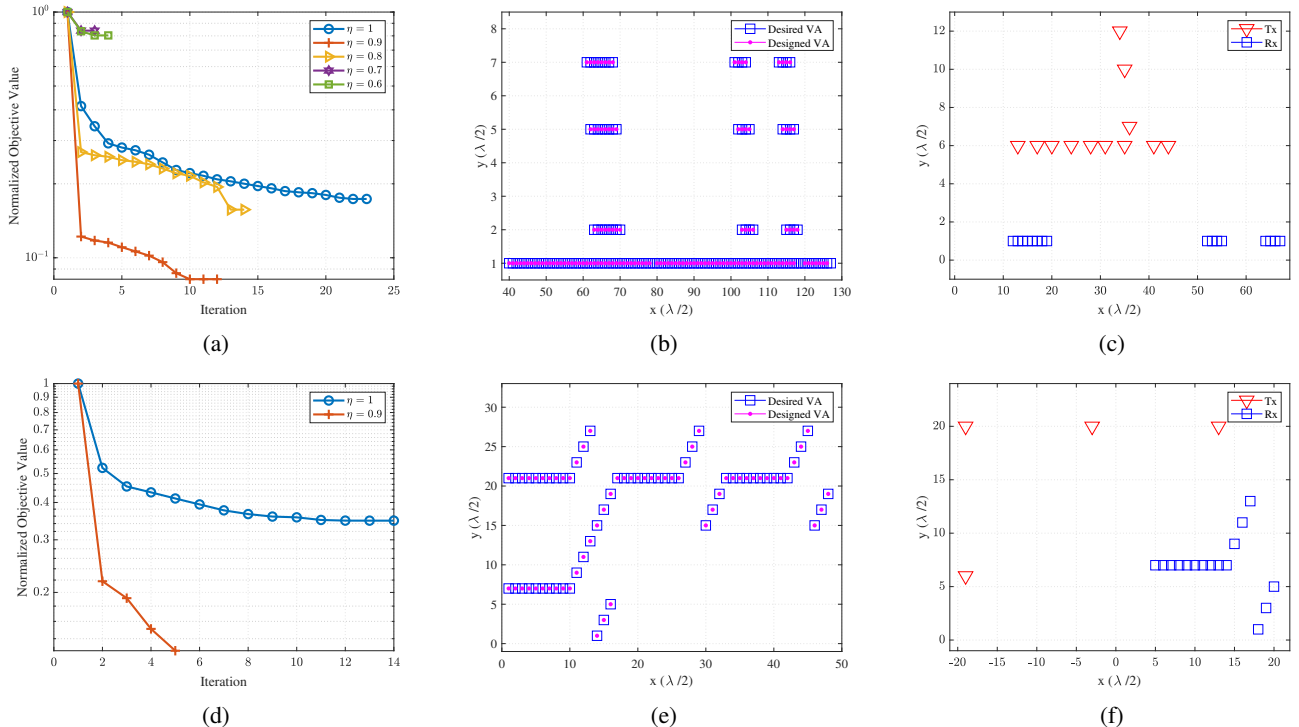 10^0
10^{-1}
0 5 10 15 20 25
Normalized Objective Value
Iteration
η = 1
η = 0.9
η = 0.8
η = 0.7
η = 0.6
(a)
8
7
6
5
4
3
2
1
0
40 50 60 70 80 90 100 110 120 130
y (λ/2)
x (λ/2)
Desired VA
Designed VA
(b)
12
10
8
6
4
2
0
0 10 20 30 40 50 60
y (λ/2)
x (λ/2)
Tx
Rx
(c)
1
0.9
0.8
0.7
0.6
0.5
0.4
0.3
0.2
0 2 4 6 8 10 12 14
Normalized Objective Value
Iteration
η = 1
η = 0.9
(d)
30
25
20
15
10
5
0
0 10 20 30 40 50
y (λ/2)
x (λ/2)
Desired VA
Designed VA
(e)
20
15
10
5
0
-20 -15 -10 -5 0 5 10 15 20
y (λ/2)
x (λ/2)
Tx
Rx
(f)